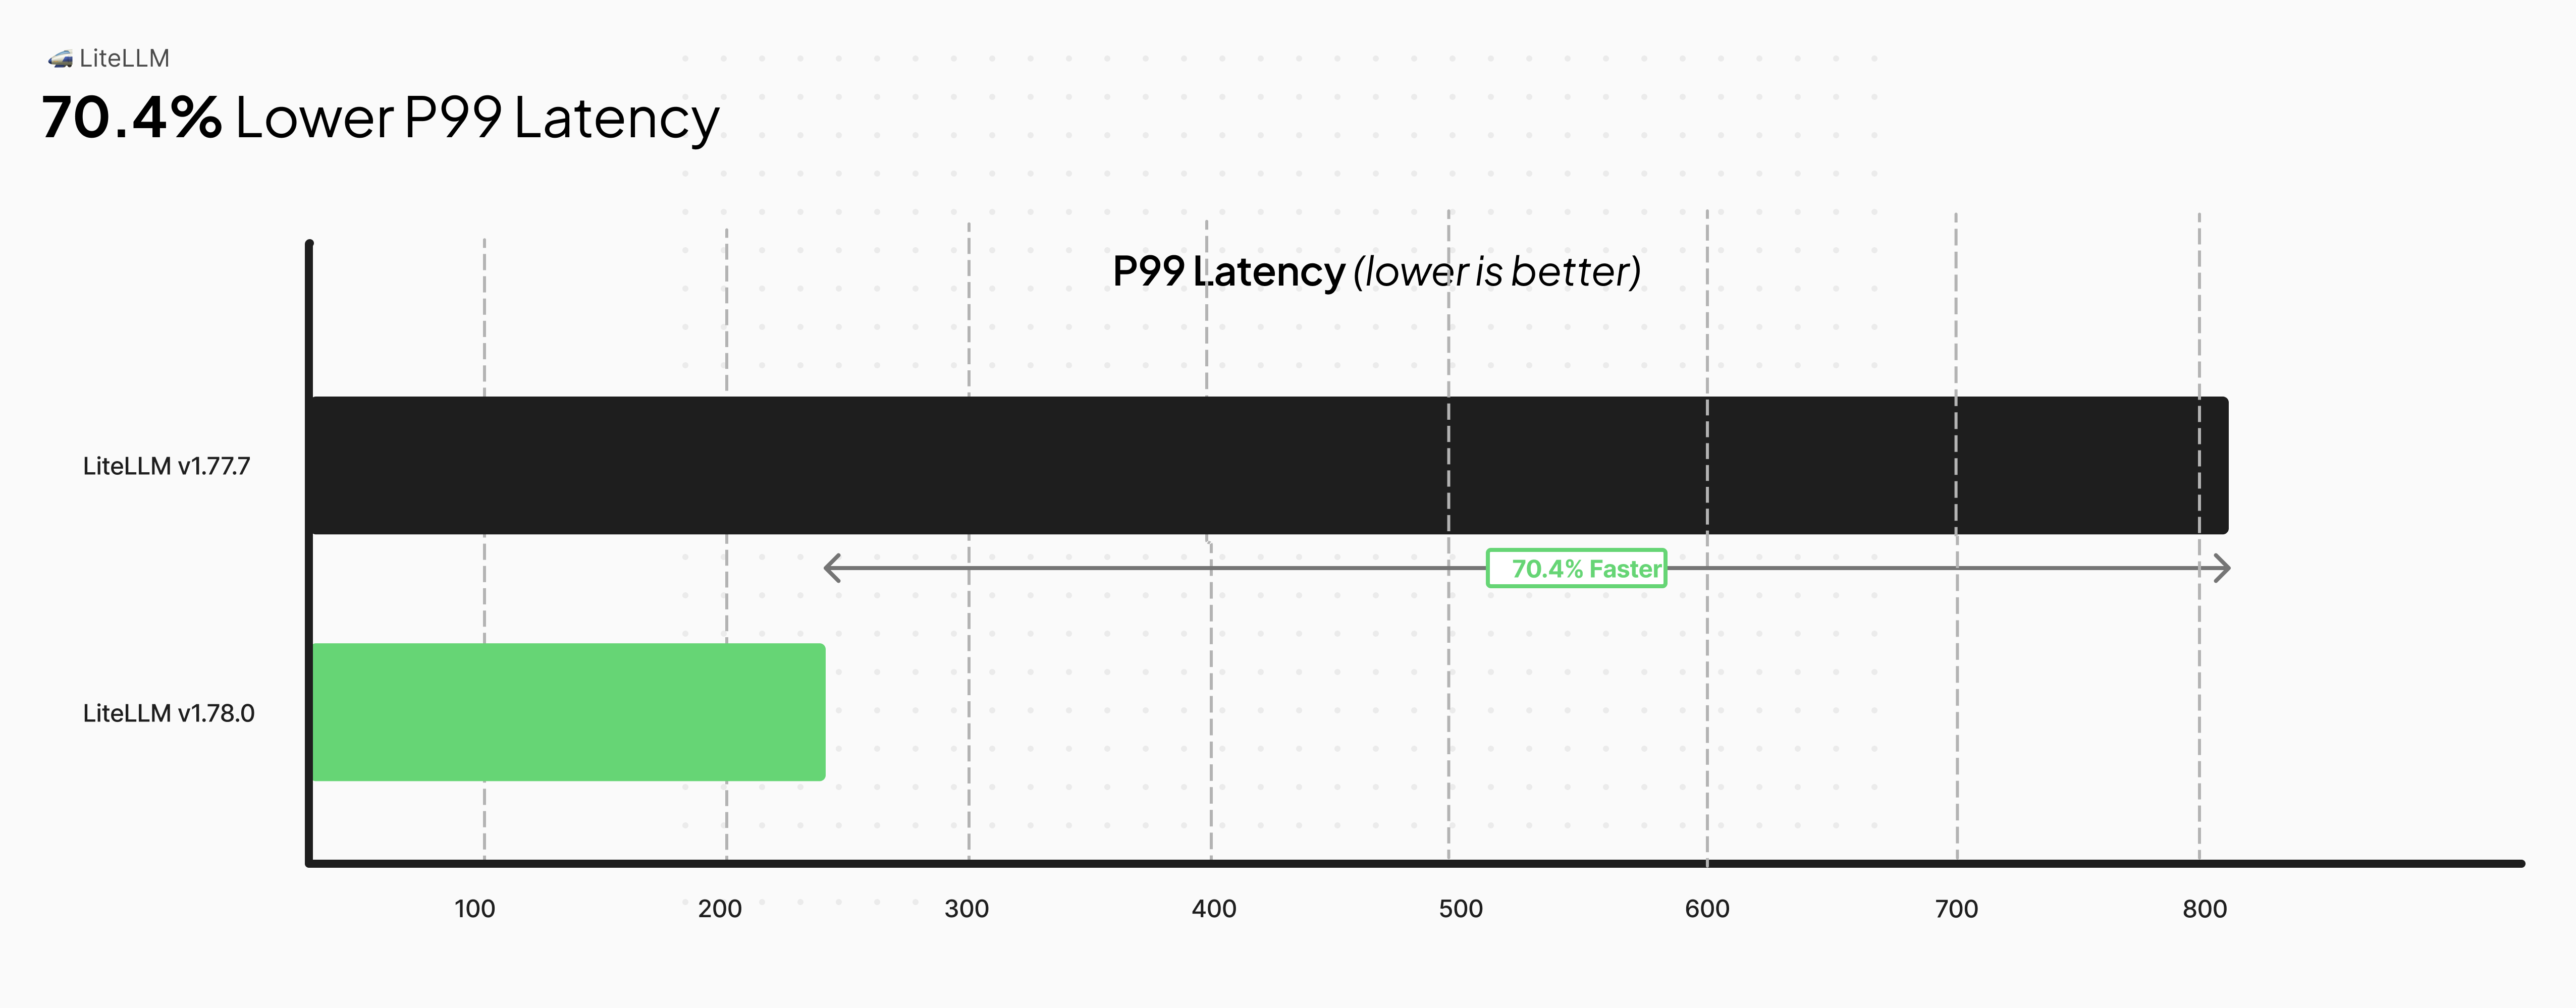 LiteLLM
70.4% Lower P99 Latency
P99 Latency (lower is better)
LiteLLM v1.77.7
70.4% Faster
LiteLLM v1.78.0
100 200 300 400 500 600 700 800